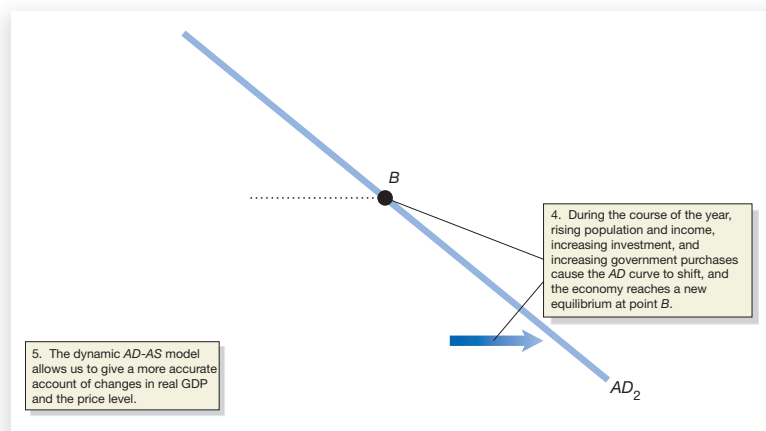 B
4. During the course of the year,
rising population and income,
increasing investment, and
increasing government purchases
cause the AD curve to shift, and
the economy reaches a new
equilibrium at point B.
5. The dynamic AD-AS model
allows us to give a more accurate
account of changes in real GDP
and the price level.
AD2